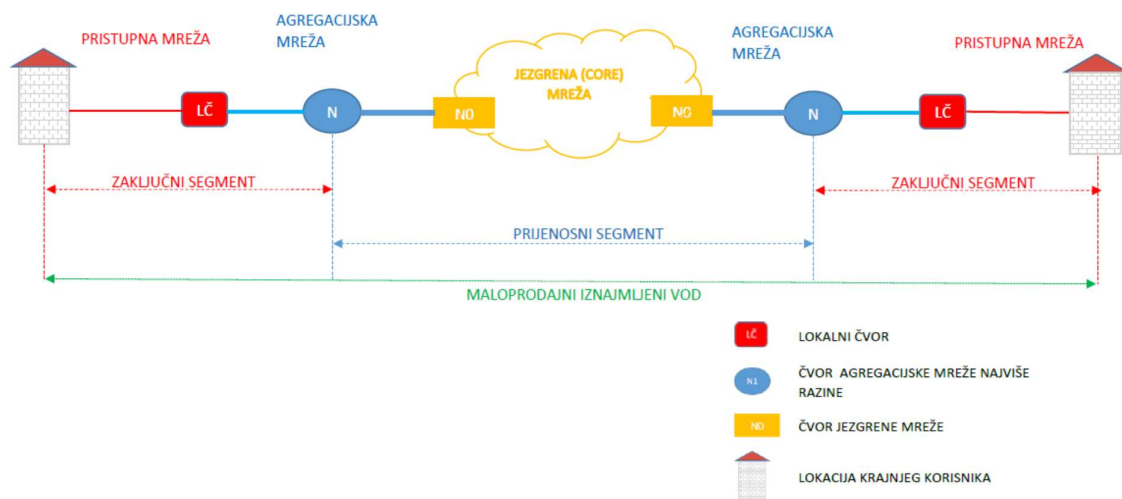 PRISTUPNA MREŽA
AGREGACIJSKA
MREŽA
JEZGRENA (CORE)
MREŽA
AGREGACIJSKA
MREŽA
PRISTUPNA MREŽA
LČ
N
N0
N0
N
LČ
ZAKLJUČNI SEGMENT
ZAKLJUČNI SEGMENT
PRIJENOSNI SEGMENT
MALOPRODAJNI IZNAJMLJENI VOD
LČ
LOKALNI ČVOR
N1
ČVOR AGREGACIJSKE MREŽE NAJVIŠE
RAZINE
N0
ČVOR JEZGRENE MREŽE
LOKACIJA KRAJNJEG KORISNIKA